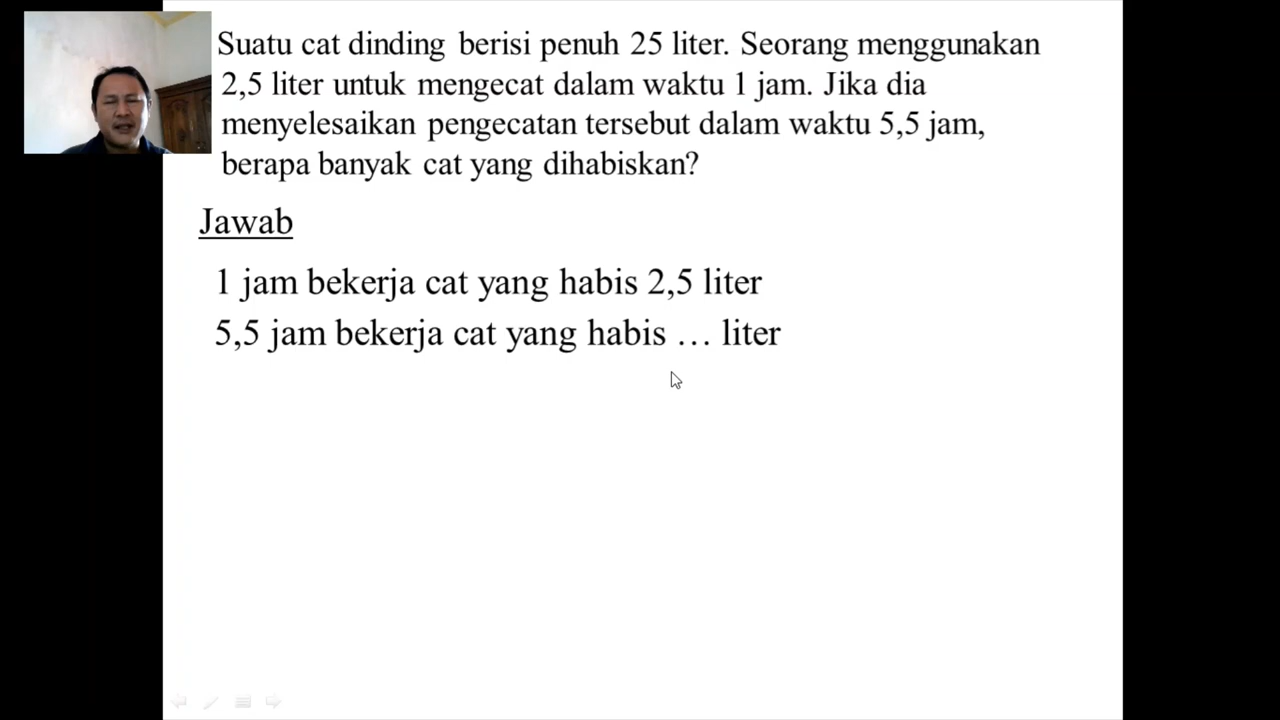 Suatu cat dinding berisi penuh 25 liter. Seorang menggunakan
2,5 liter untuk mengecat dalam waktu 1 jam. Jika dia
menyelesaikan pengecatan tersebut dalam waktu 5,5 jam,
berapa banyak cat yang dihabiskan?
Jawab
1 jam bekerja cat yang habis 2,5 liter
5,5 jam bekerja cat yang habis … liter